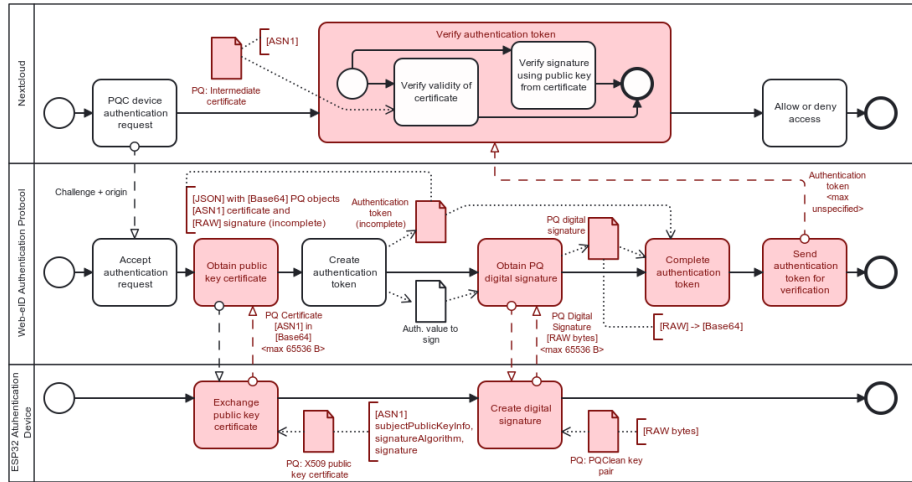 Nextcloud
PQC device
authentication
request
[ASN1]
PQ: Intermediate
certificate
Verify authentication token
Verify validity of
certificate
Verify signature
using public key
from certificate
Allow or deny
access
Web-eID Authentication Protocol
Challenge + origin
[JSON] with [Base64] PQ objects
[ASN1] certificate and
[RAW] signature (incomplete)
Authentication
token
(incomplete)
PQ digital
signature
Authentication
token
<max
unspecified>
Accept
authentication
request
Obtain public
key certificate
Create
authentication
token
Obtain PQ
digital signature
Complete
authentication
token
Send
authentication
token for
verification
Auth. value to
sign
PQ Certificate
[ASN1] in
[Base64]
<max 65536 B>
PQ Digital
Signature
[RAW bytes]
<max 65536 B>
[RAW] -> [Base64]
ESP32 Atuhentication
Device
Exchange
public key
certificate
[ASN1]
subjectPublicKeyInfo,
signatureAlgorithm,
signature
PQ: X509 public
key certificate
Create digital
signature
[RAW bytes]
PQ: PQClean key
pair